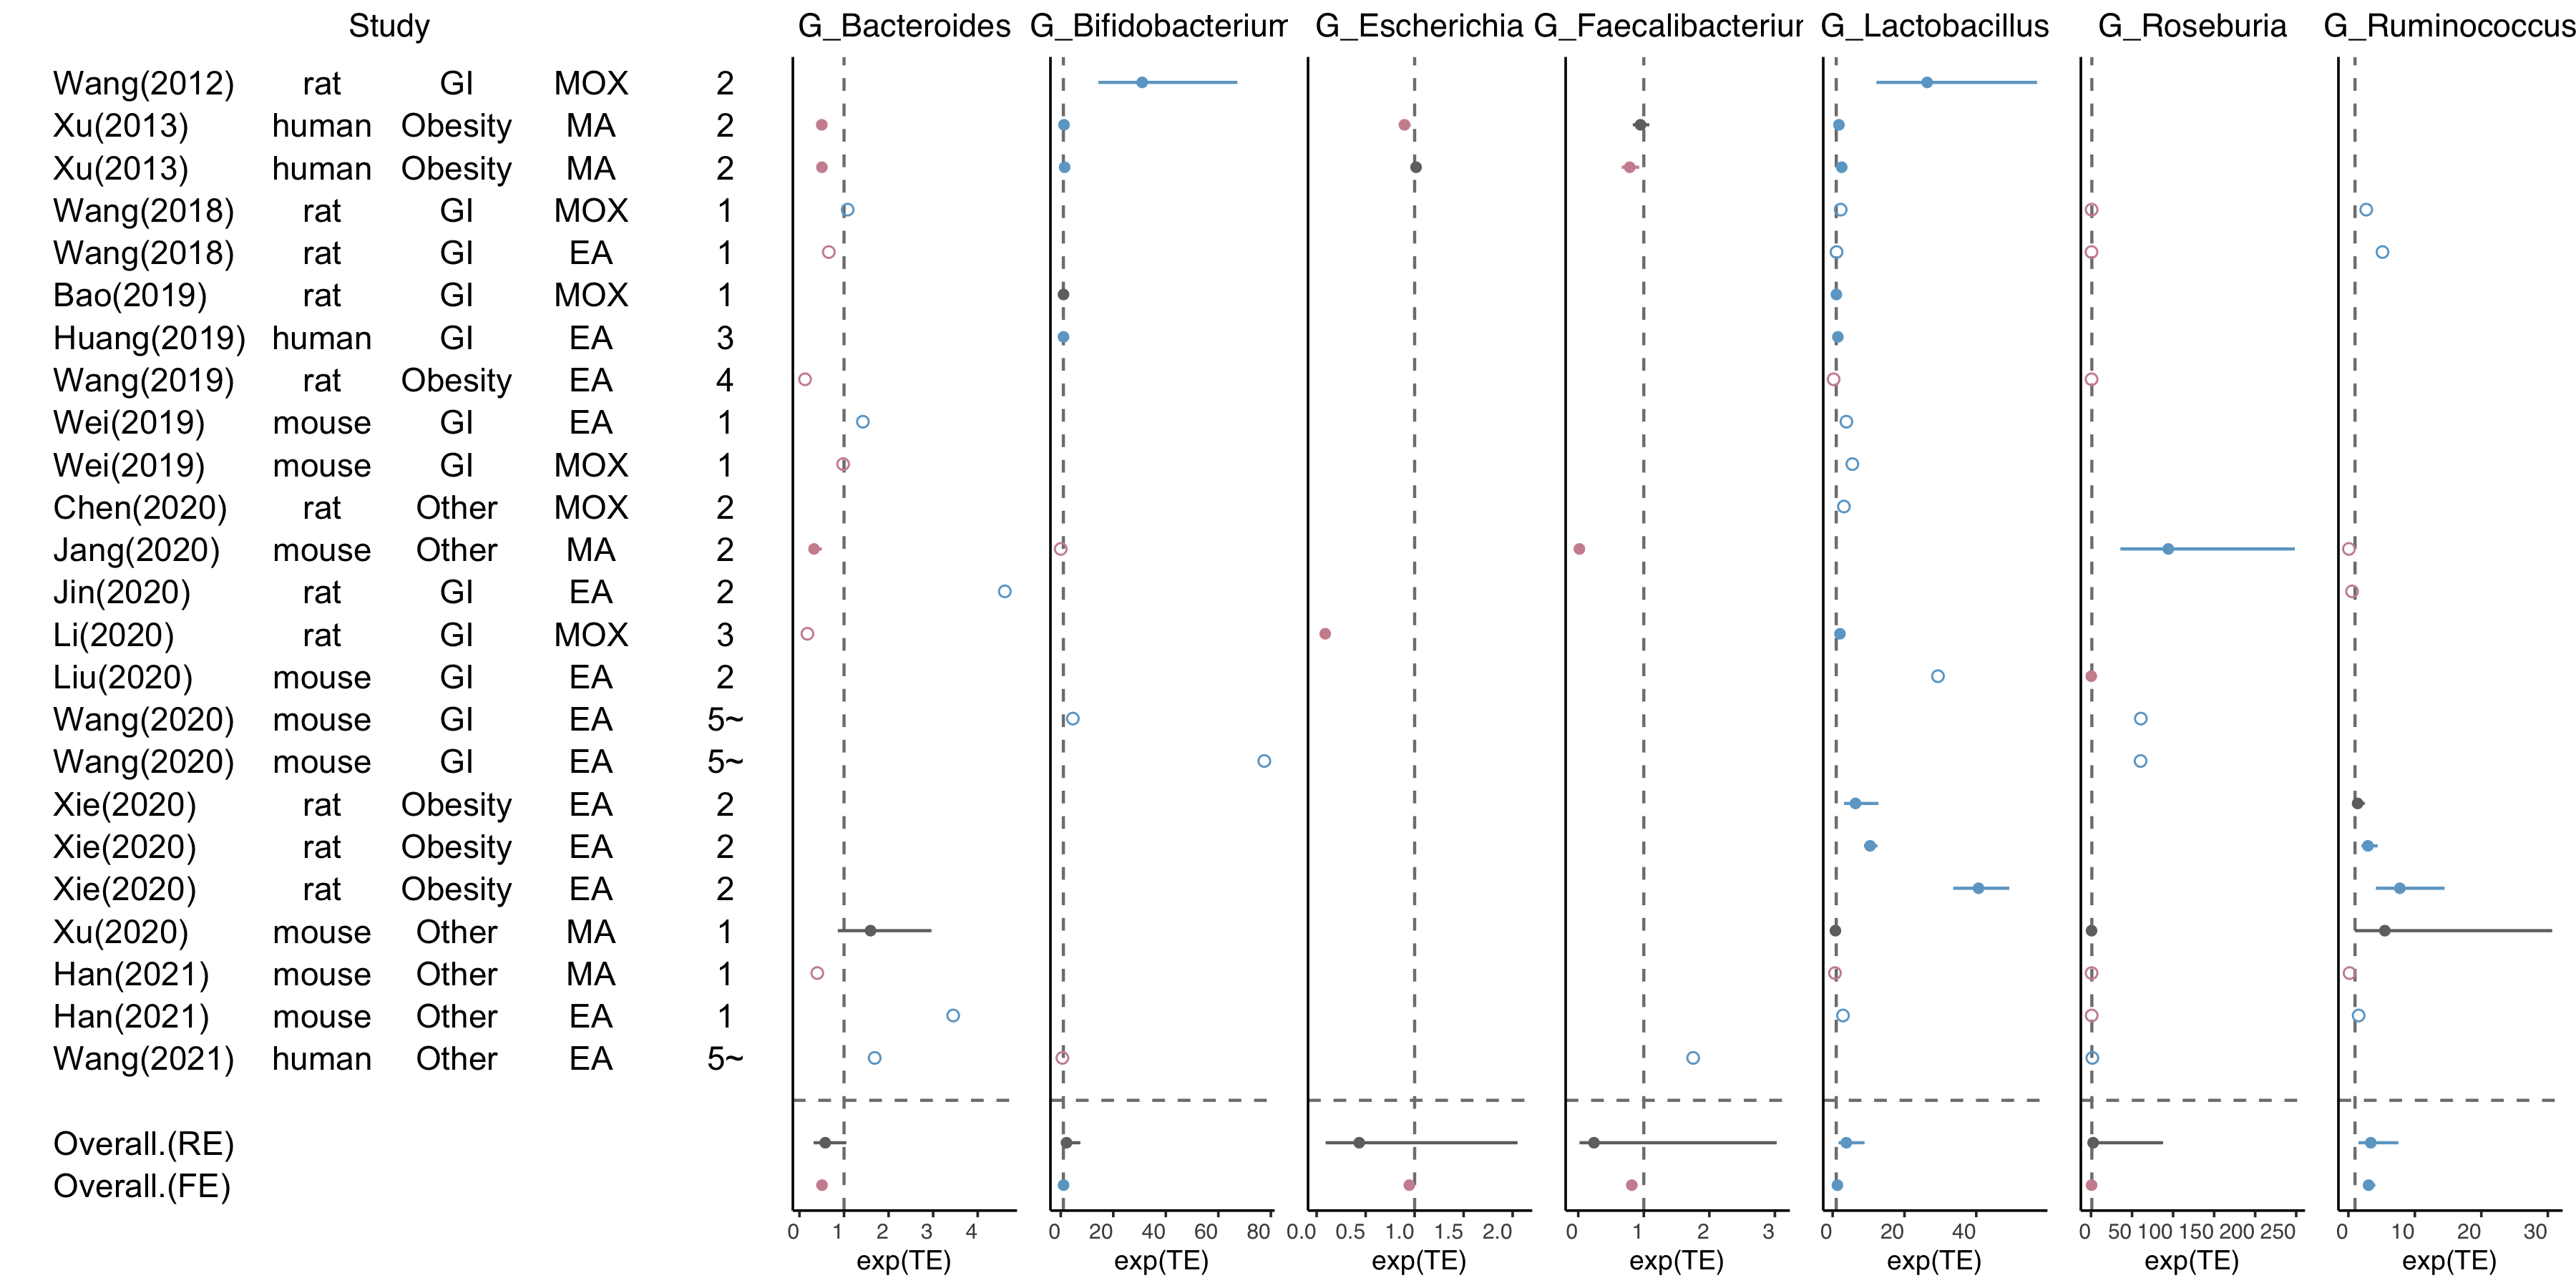 Study G_Bacteroides G_Bifidobacterium G_Escherichia G_Faecalibacteriur G_Lactobacillus G_Roseburia G_Ruminococcus
Wang(2012) rat GI MOX 2
Xu(2013) human Obesity MA 2
Xu(2013) human Obesity MA 2
Wang(2018) rat GI MOX 1
Wang(2018) rat GI EA 1
Bao(2019) rat GI MOX 1
Huang(2019) human GI EA 3
Wang(2019) rat Obesity EA 4
Wei(2019) mouse GI EA 1
Wei(2019) mouse GI MOX 1
Chen(2020) rat Other MOX 2
Jang(2020) mouse Other MA 2
Jin(2020) rat GI EA 2
Li(2020) rat GI MOX 3
Liu(2020) mouse GI EA 2
Wang(2020) mouse GI EA 5~
Wang(2020) mouse GI EA 5~
Xie(2020) rat Obesity EA 2
Xie(2020) rat Obesity EA 2
Xie(2020) rat Obesity EA 2
Xu(2020) mouse Other MA 1
Han(2021) mouse Other MA 1
Han(2021) mouse Other EA 1
Wang(2021) human Other EA 5~
Overall.(RE)
Overall.(FE)
0 1 2 3 4 0 20 40 60 80 0.0 0.5 1.0 1.5 2.0 0 1 2 3 0 20 40 0 50 100 150 200 250 0 10 20 30
exp(TE) exp(TE) exp(TE) exp(TE) exp(TE) exp(TE) exp(TE)